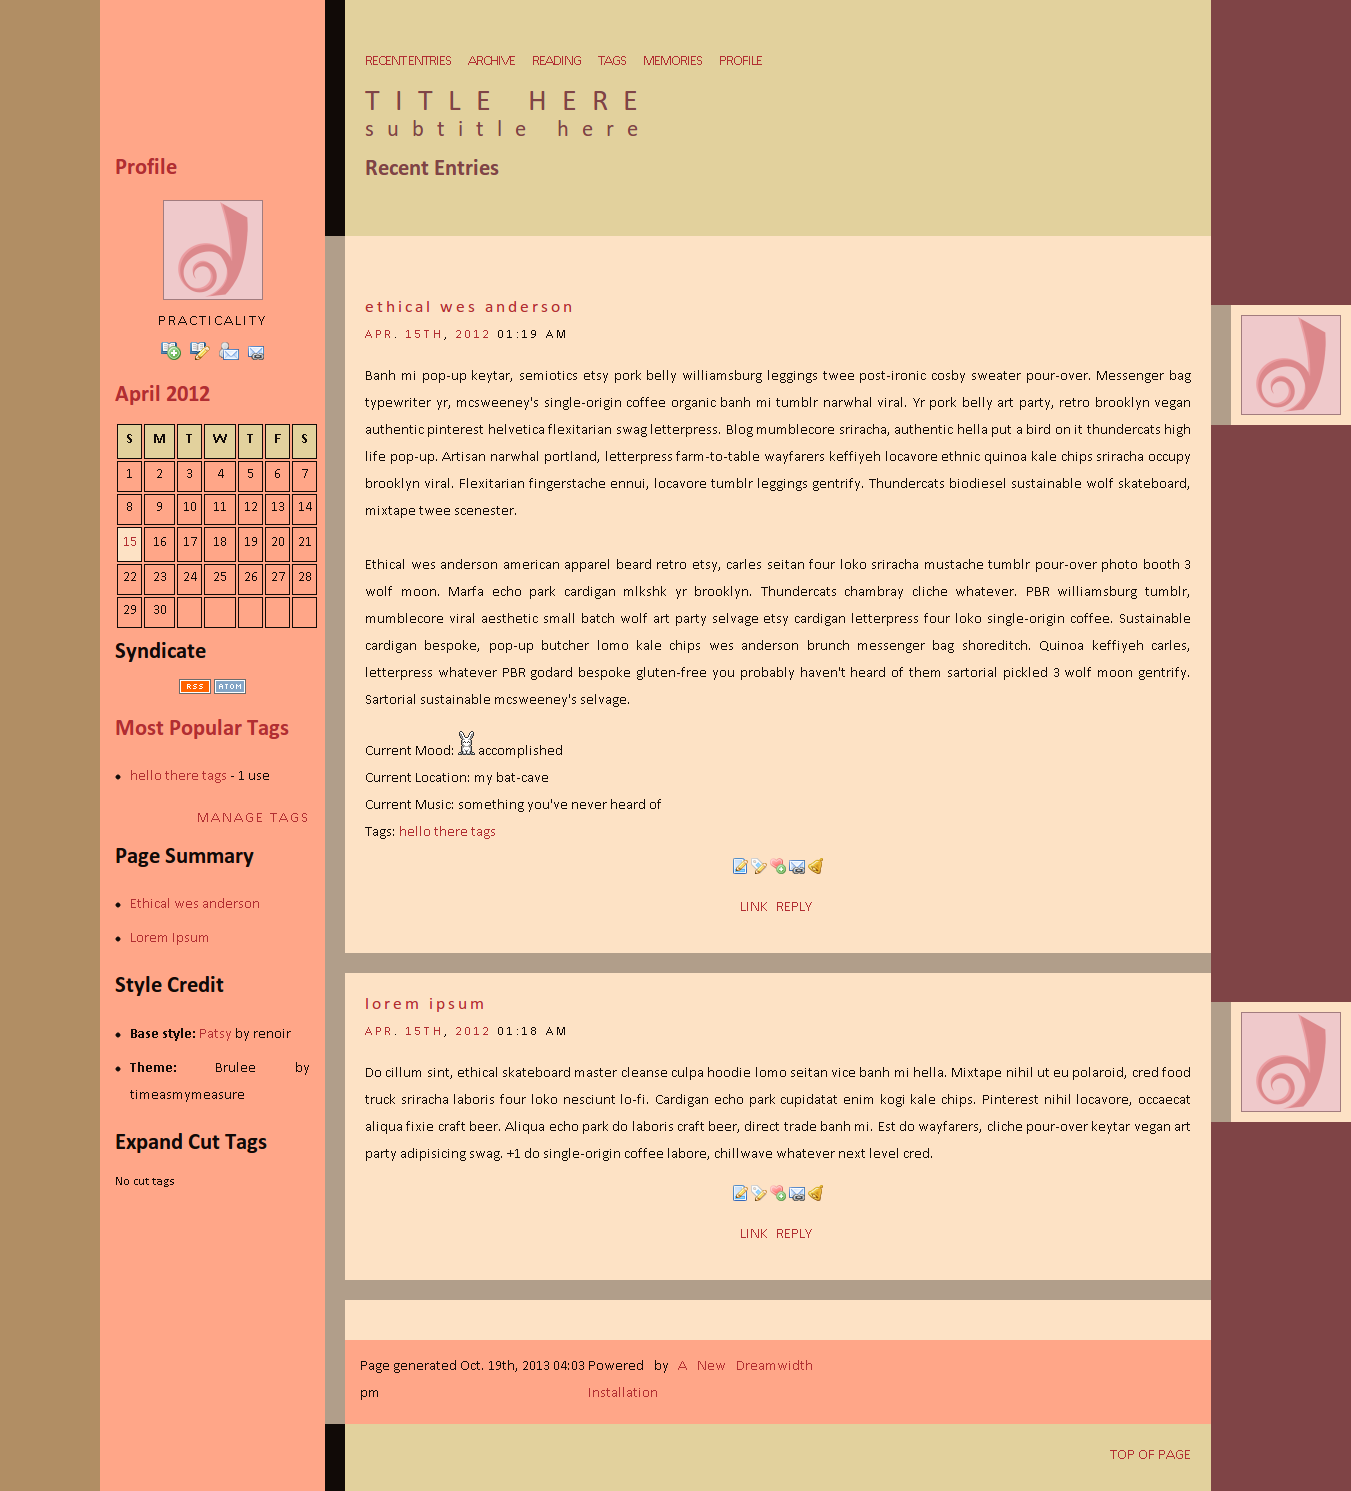 RECENT ENTRIES ARCHIVE READING TAGS MEMORIES PROFILE
TITLE HERE
subtitle here
Recent Entries
Profile
PRACTICALITY
April 2012
S M T W T F S
1 2 3 4 5 6 7
8 9 10 11 12 13 14
15 16 17 18 19 20 21
22 23 24 25 26 27 28
29 30
Syndicate
RSS ATOM
Most Popular Tags
hello there tags - 1 use
MANAGE TAGS
Page Summary
Ethical wes anderson
Lorem Ipsum
Style Credit
Base style: Patsy by renoir
Theme: Brulee by
timeasmymeasure
Expand Cut Tags
No cut tags
ethical wes anderson
APR. 15TH, 2012 01:19 AM
Banh mi pop-up keytar, semiotics etsy pork belly williamsburg leggings twee post-ironic cosby sweater pour-over. Messenger bag
typewriter yr, mcsweeney's single-origin coffee organic banh mi tumblr narwhal viral. Yr pork belly art party, retro brooklyn vegan
authentic pinterest helvetica flexitarian swag letterpress. Blog mumblecore sriracha, authentic hella put a bird on it thundercats high
life pop-up. Artisan narwhal portland, letterpress farm-to-table wayfarers keffiyeh locavore ethnic quinoa kale chips sriracha occupy
brooklyn viral. Flexitarian fingerstache ennui, locavore tumblr leggings gentrify. Thundercats biodiesel sustainable wolf skateboard,
mixtape twee scenester.
Ethical wes anderson american apparel beard retro etsy, carles seitan four loko sriracha mustache tumblr pour-over photo booth 3
wolf moon. Marfa echo park cardigan mlkshk yr brooklyn. Thundercats chambray cliche whatever. PBR williamsburg tumblr,
mumblecore viral aesthetic small batch wolf art party selvage etsy cardigan letterpress four loko single-origin coffee. Sustainable
cardigan bespoke, pop-up butcher lomo kale chips wes anderson brunch messenger bag shoreditch. Quinoa keffiyeh carles,
letterpress whatever PBR godard bespoke gluten-free you probably haven't heard of them sartorial pickled 3 wolf moon gentrify.
Sartorial sustainable mcsweeney's selvage.
Current Mood: accomplished
Current Location: my bat-cave
Current Music: something you've never heard of
Tags: hello there tags
LINK REPLY
lorem ipsum
APR. 15TH, 2012 01:18 AM
Do cillum sint, ethical skateboard master cleanse culpa hoodie lomo seitan vice banh mi hella. Mixtape nihil ut eu polaroid, cred food
truck sriracha laboris four loko nesciunt lo-fi. Cardigan echo park cupidatat enim kogi kale chips. Pinterest nihil locavore, occaecat
aliqua fixie craft beer. Aliqua echo park do laboris craft beer, direct trade banh mi. Est do wayfarers, cliche pour-over keytar vegan art
party adipisicing swag. +1 do single-origin coffee labore, chillwave whatever next level cred.
LINK REPLY
Page generated Oct. 19th, 2013 04:03
pm
Powered by A New Dreamwidth
Installation
TOP OF PAGE